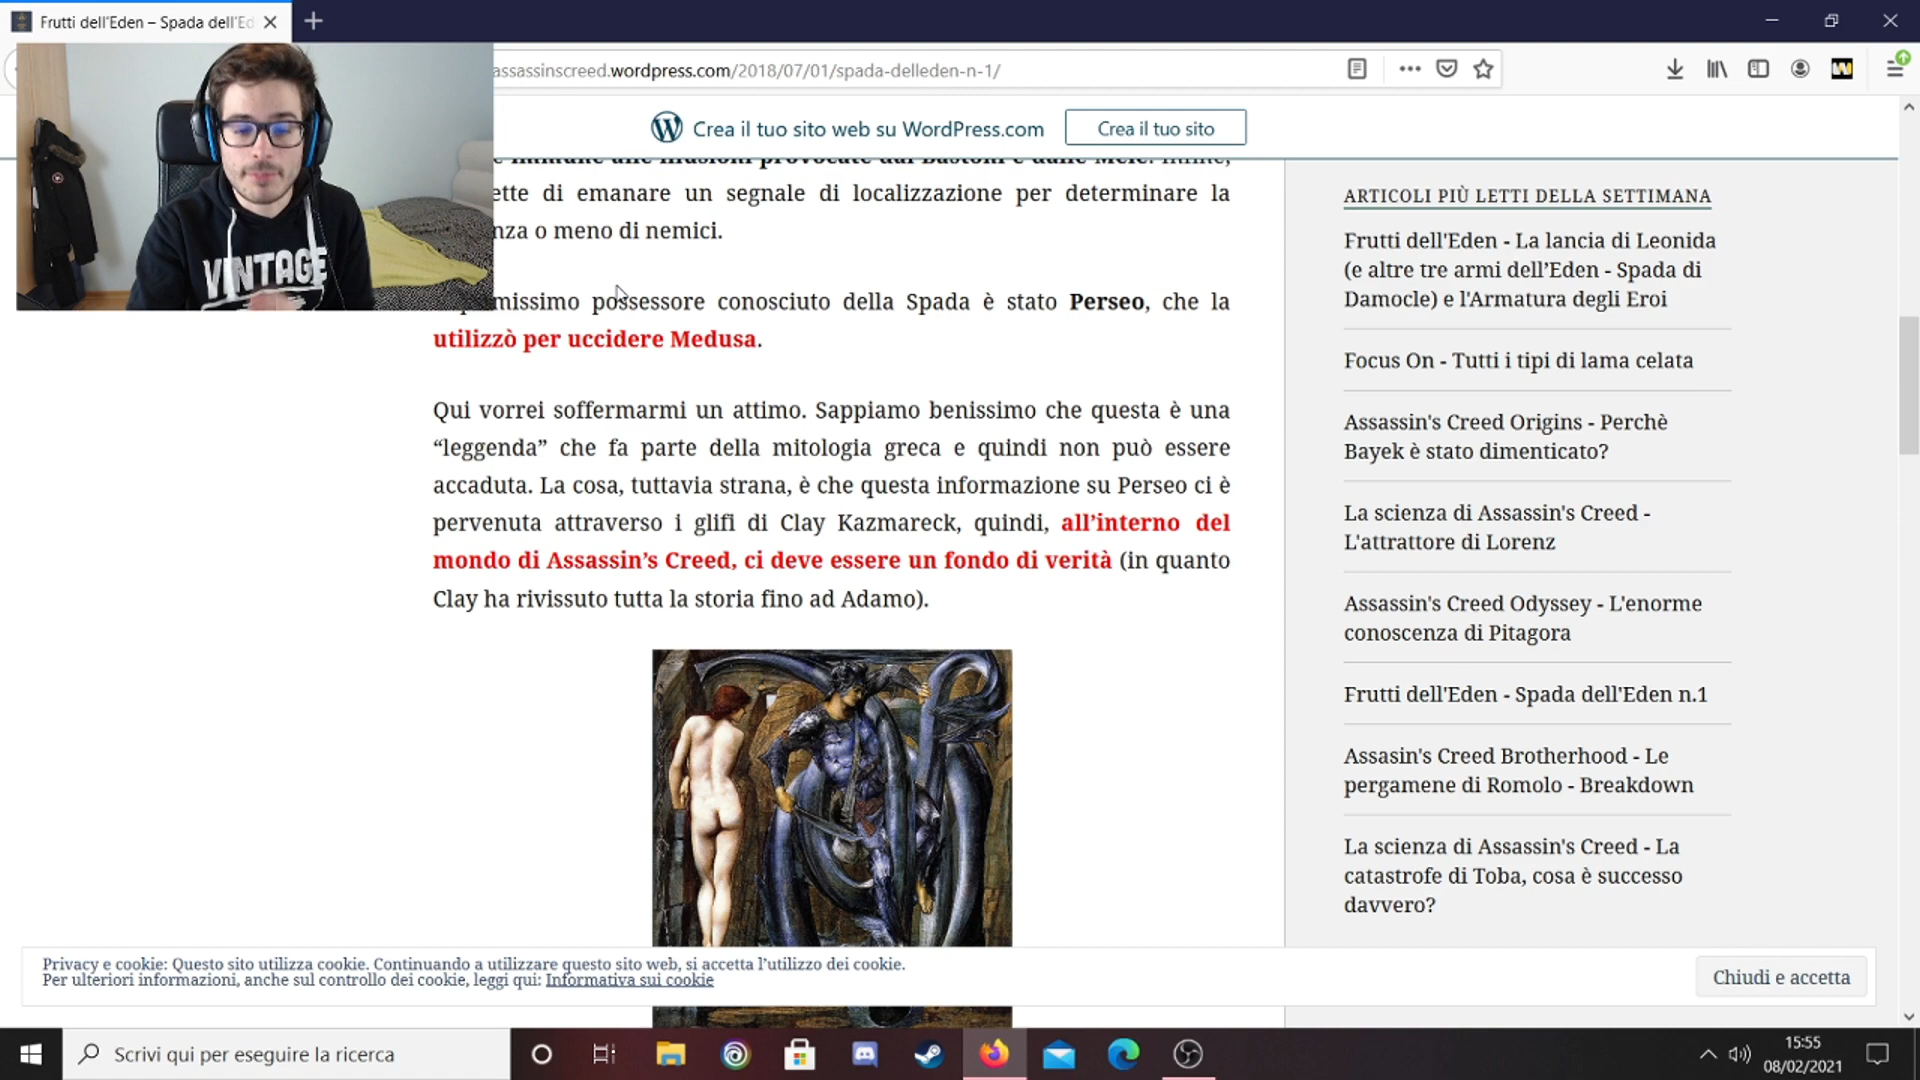 Frutti dell'Eden – Spada dell'Ed
assassinscreed.wordpress.com/2018/07/01/spada-delleden-n-1/
Crea il tuo sito web su WordPress.com
Crea il tuo sito
immune alle illusioni provocate dai Bastoni e dalle Mele. Infine,
ette di emanare un segnale di localizzazione per determinare la
nza o meno di nemici.
missimo possessore conosciuto della Spada è stato Perseo, che la
utilizzò per uccidere Medusa.
Qui vorrei soffermarmi un attimo. Sappiamo benissimo che questa è una
“leggenda” che fa parte della mitologia greca e quindi non può essere
accaduta. La cosa, tuttavia strana, è che questa informazione su Perseo ci è
pervenuta attraverso i glifi di Clay Kazmareck, quindi, all’interno del
mondo di Assassin’s Creed, ci deve essere un fondo di verità (in quanto
Clay ha rivissuto tutta la storia fino ad Adamo).
VINTAGE
ARTICOLI PIÙ LETTI DELLA SETTIMANA
Frutti dell'Eden - La lancia di Leonida
(e altre tre armi dell’Eden - Spada di
Damocle) e l'Armatura degli Eroi
Focus On - Tutti i tipi di lama celata
Assassin's Creed Origins - Perchè
Bayek è stato dimenticato?
La scienza di Assassin's Creed -
L'attrattore di Lorenz
Assassin's Creed Odyssey - L'enorme
conoscenza di Pitagora
Frutti dell'Eden - Spada dell'Eden n.1
Assasin's Creed Brotherhood - Le
pergamene di Romolo - Breakdown
La scienza di Assassin's Creed - La
catastrofe di Toba, cosa è successo
davvero?
Privacy e cookie: Questo sito utilizza cookie. Continuando a utilizzare questo sito web, si accetta l’utilizzo dei cookie.
Per ulteriori informazioni, anche sul controllo dei cookie, leggi qui: Informativa sui cookie
Chiudi e accetta
Scrivi qui per eseguire la ricerca
15:55
08/02/2021